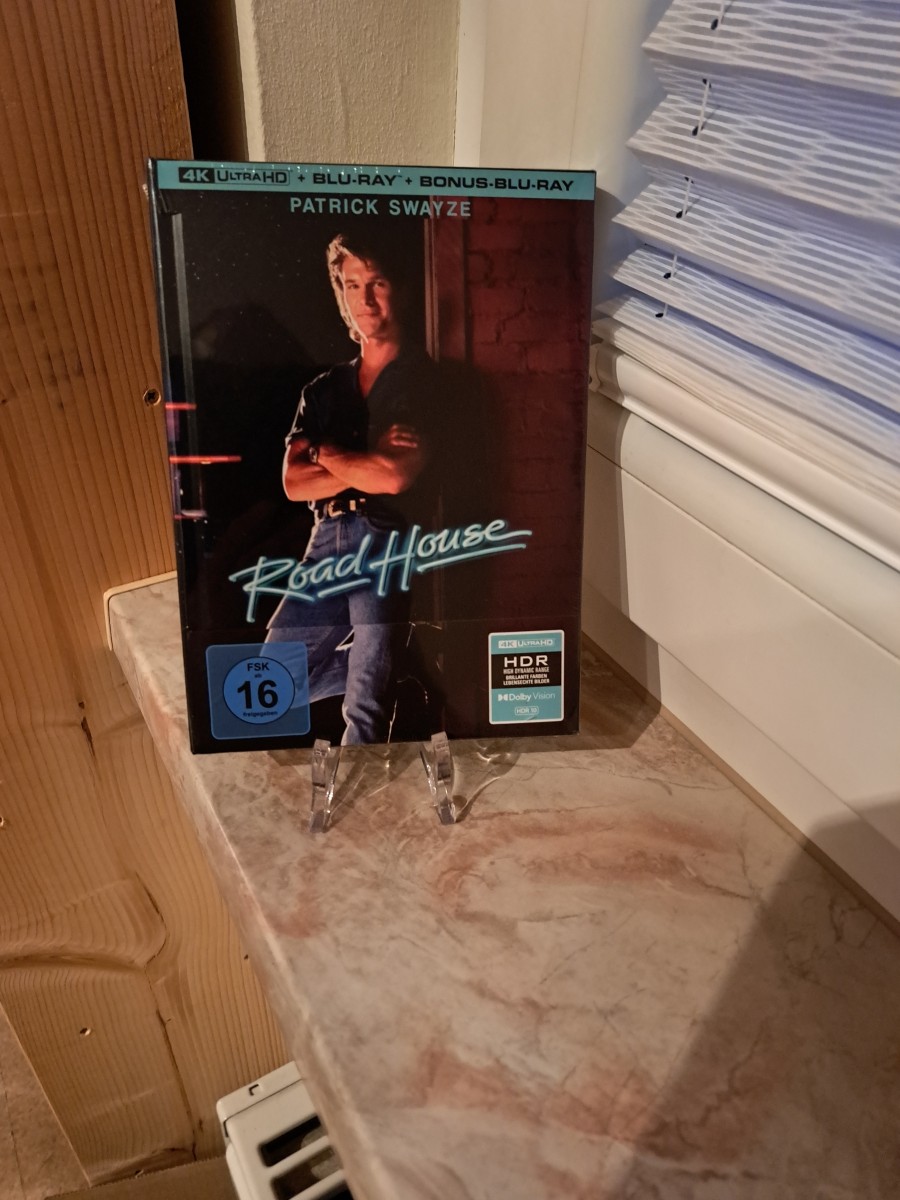 4K ULTRA HD + BLU-RAY™ + BONUS-BLU-RAY
PATRICK SWAYZE
Road House
FSK
ab
16
freigegeben
4K ULTRA HD
HDR
HIGH DYNAMIC RANGE
BRILLANTE FARBEN
LEBENSECHTE BILDER
Dolby Vision
HDR 10